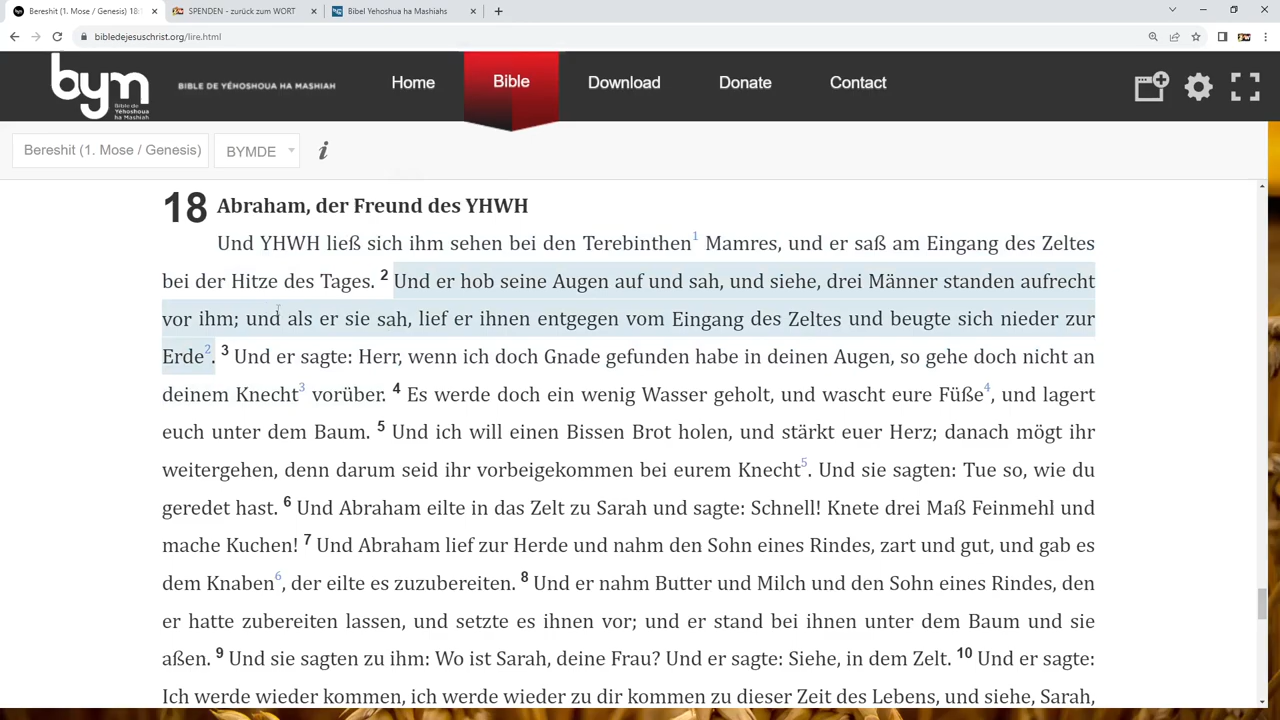 Bereshit (1. Mose / Genesis) 18:1
SPENDEN - zurück zum WORT
Bibel Yehoshua ha Mashiahs
bibledejesuschrist.org/lire.html
bym
Bible de
Yéhoshoua
ha Mashiah
BIBLE DE YÉHOSHOUA HA MASHIAH
Home
Bible
Download
Donate
Contact
Bereshit (1. Mose / Genesis)
BYMDE
i
18 Abraham, der Freund des YHWH
Und YHWH ließ sich ihm sehen bei den Terebinthen1 Mamres, und er saß am Eingang des Zeltes
bei der Hitze des Tages. 2 Und er hob seine Augen auf und sah, und siehe, drei Männer standen aufrecht
vor ihm; und als er sie sah, lief er ihnen entgegen vom Eingang des Zeltes und beugte sich nieder zur
Erde2. 3 Und er sagte: Herr, wenn ich doch Gnade gefunden habe in deinen Augen, so gehe doch nicht an
deinem Knecht3 vorüber. 4 Es werde doch ein wenig Wasser geholt, und wascht eure Füße4, und lagert
euch unter dem Baum. 5 Und ich will einen Bissen Brot holen, und stärkt euer Herz; danach mögt ihr
weitergehen, denn darum seid ihr vorbeigekommen bei eurem Knecht5. Und sie sagten: Tue so, wie du
geredet hast. 6 Und Abraham eilte in das Zelt zu Sarah und sagte: Schnell! Knete drei Maß Feinmehl und
mache Kuchen! 7 Und Abraham lief zur Herde und nahm den Sohn eines Rindes, zart und gut, und gab es
dem Knaben6, der eilte es zuzubereiten. 8 Und er nahm Butter und Milch und den Sohn eines Rindes, den
er hatte zubereiten lassen, und setzte es ihnen vor; und er stand bei ihnen unter dem Baum und sie
aßen. 9 Und sie sagten zu ihm: Wo ist Sarah, deine Frau? Und er sagte: Siehe, in dem Zelt. 10 Und er sagte:
Ich werde wieder kommen, ich werde wieder zu dir kommen zu dieser Zeit des Lebens, und siehe, Sarah,